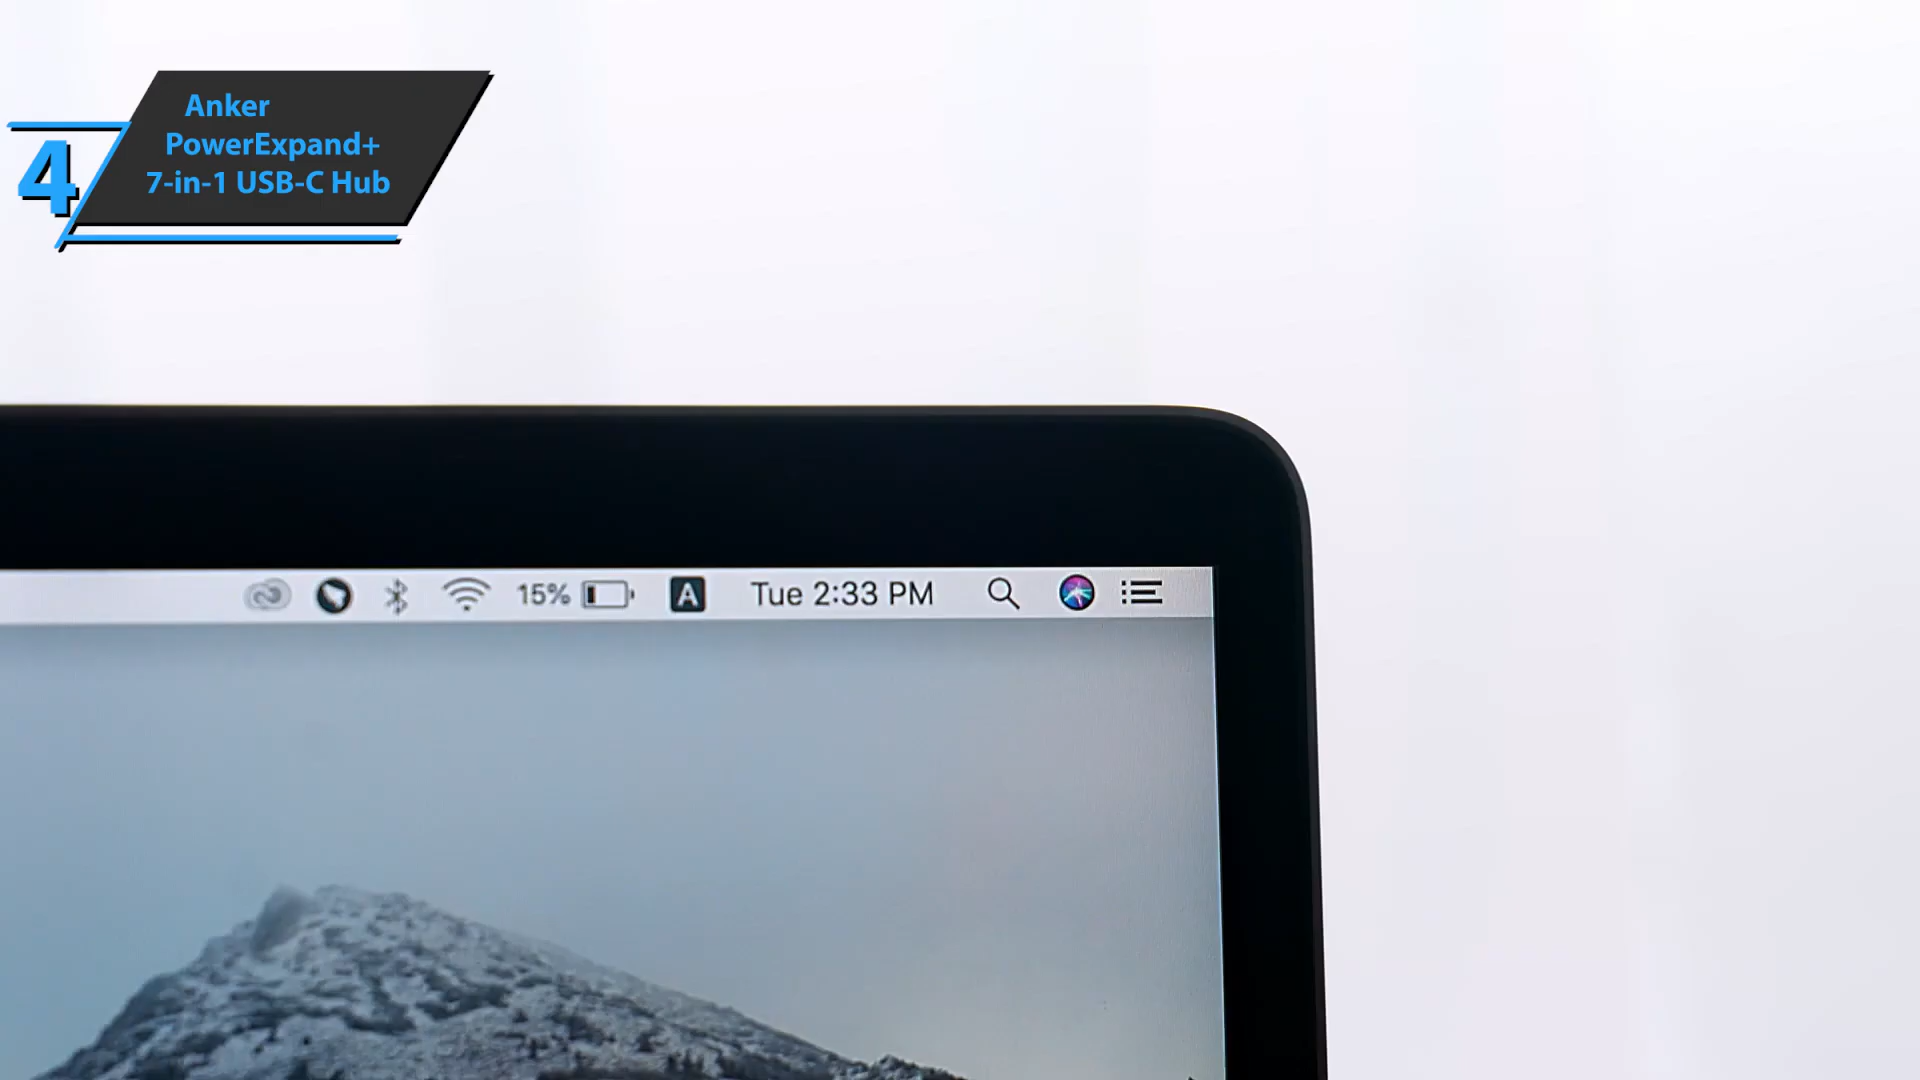 4
Anker
PowerExpand+
7-in-1 USB-C Hub
15% A Tue 2:33 PM